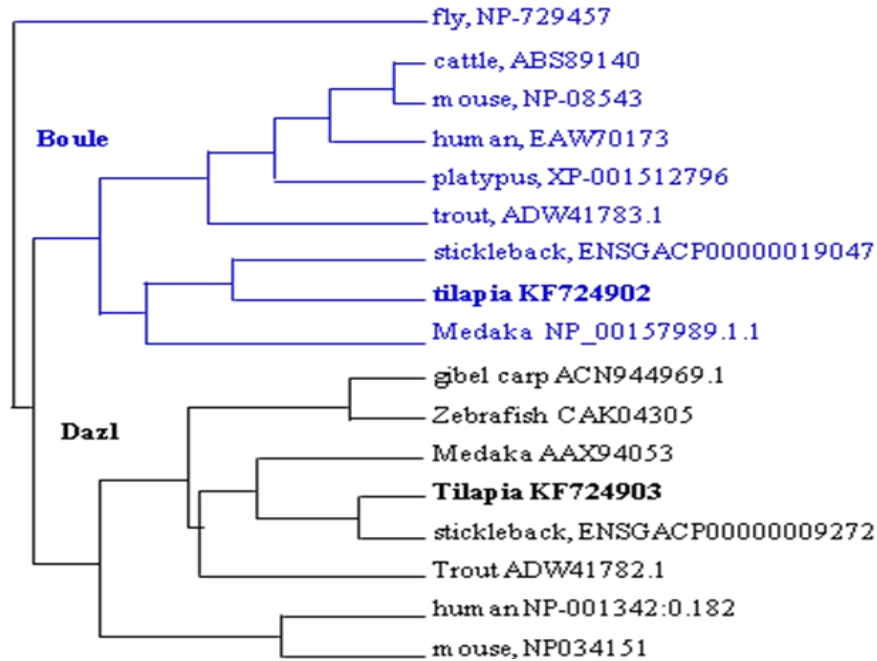 fly, NP-729457
cattle, ABS89140
mouse, NP-08543
Boule
human, EAW70173
platypus, XP-001512796
trout, ADW41783.1
stickleback, ENSGACP00000019047
tilapia KF724902
Medaka NP_00157989.1.1
gibel carp ACN944969.1
Zebrafish CAK04305
Dazl
Medaka AAX94053
Tilapia KF724903
stickleback, ENSGACP00000009272
Trout ADW41782.1
human NP-001342:0.182
mouse, NP034151